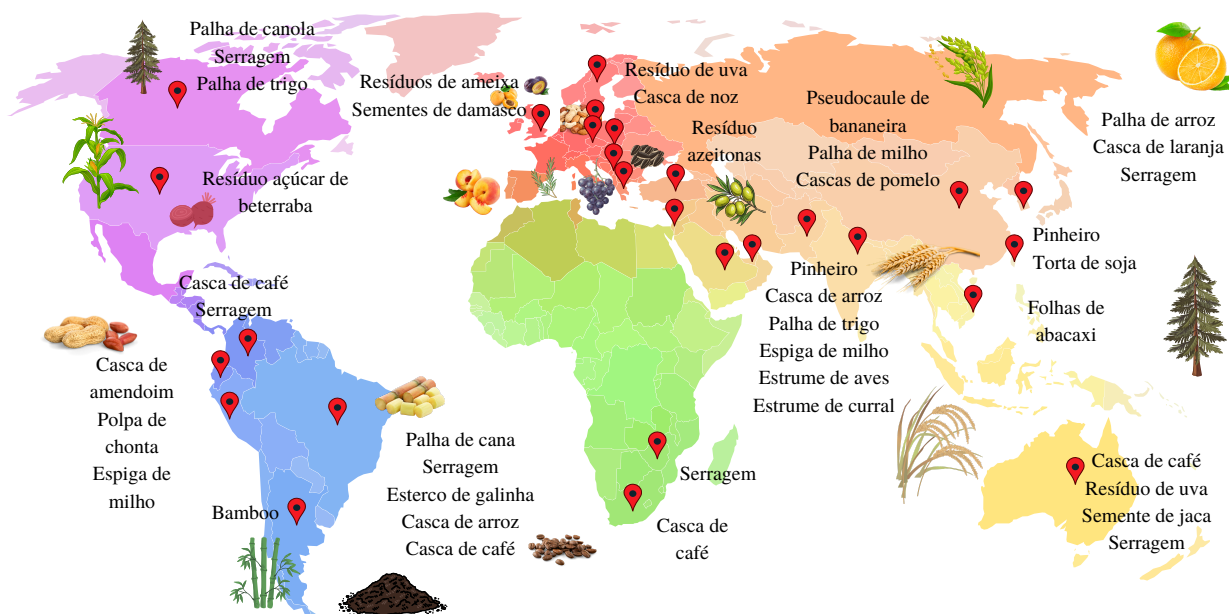 Palha de canola
Serragem
Palha de trigo
Resíduos de ameixa
Sementes de damasco
Resíduo de uva
Casca de noz
Resíduo
azeitonas
Pseudocaule de
bananeira
Palha de milho
Cascas de pomelo
Palha de arroz
Casca de laranja
Serragem
Resíduo açúcar de
beterraba
Pinheiro
Torta de soja
Casca de café
Serragem
Pinheiro
Casca de arroz
Palha de trigo
Espiga de milho
Estrume de aves
Estrume de curral
Folhas de
abacaxi
Casca de
amendoim
Polpa de
chonta
Espiga de
milho
Palha de cana
Serragem
Esterco de galinha
Casca de arroz
Casca de café
Serragem
Casca de café
Resíduo de uva
Semente de jaca
Serragem
Bamboo
Casca de
café